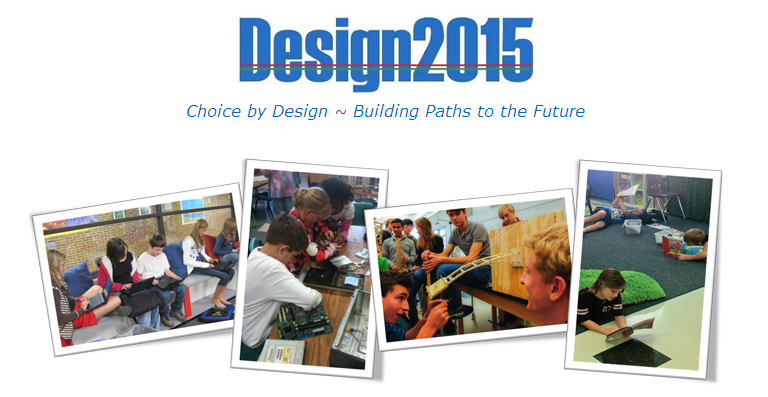 Design2015
Choice by Design ~ Building Paths to the Future